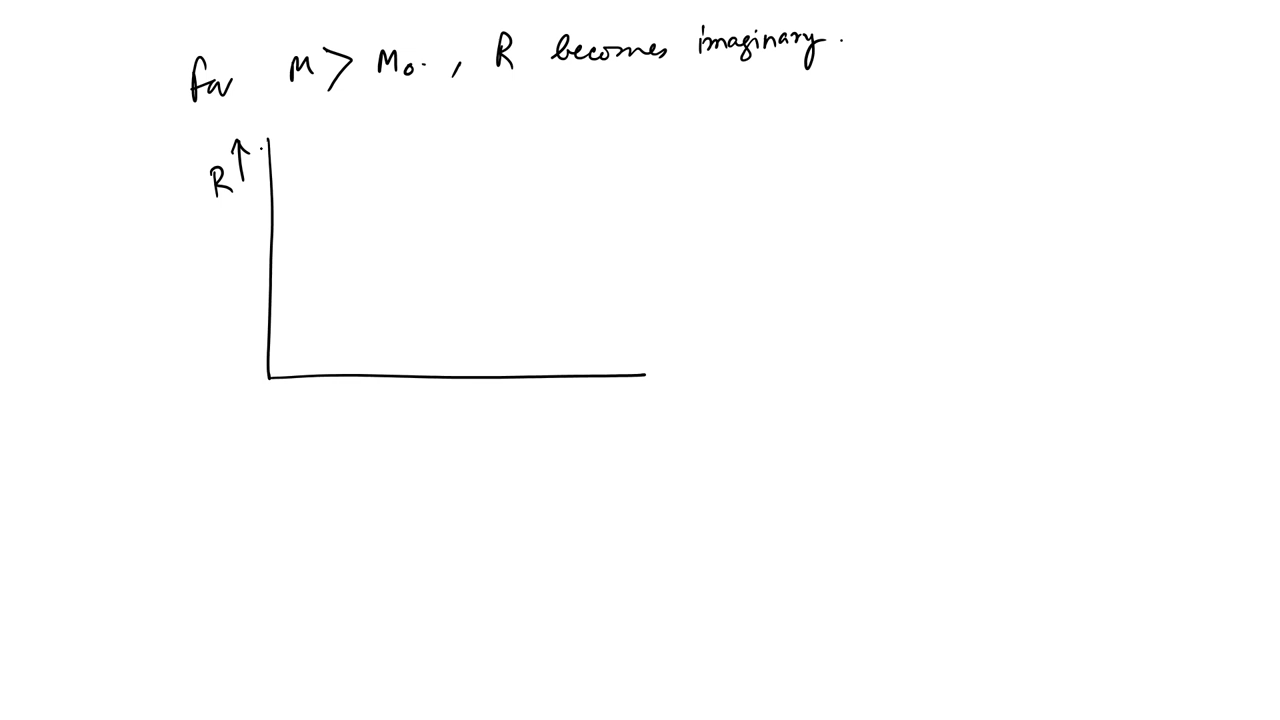 For M > M₀. , R becomes imaginary.
R↑